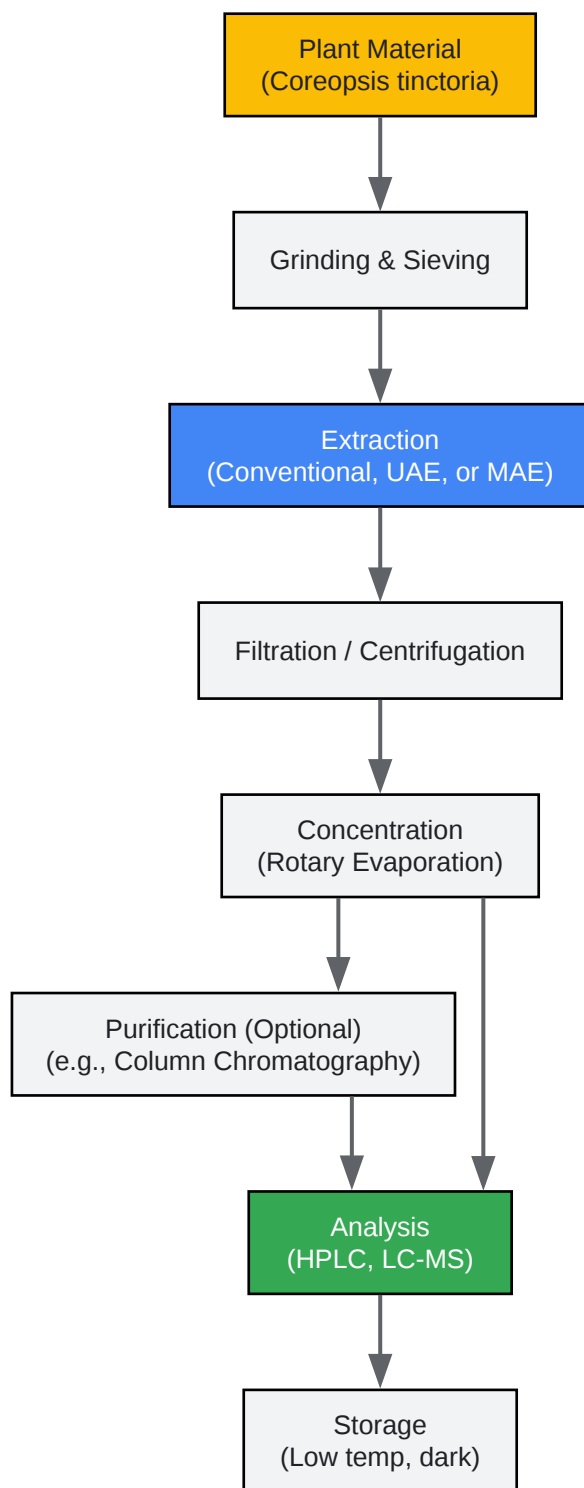 Plant Material
(Coreopsis tinctoria)
Grinding & Sieving
Extraction
(Conventional, UAE, or MAE)
Filtration / Centrifugation
Concentration
(Rotary Evaporation)
Purification (Optional)
(e.g., Column Chromatography)
Analysis
(HPLC, LC-MS)
Storage
(Low temp, dark)